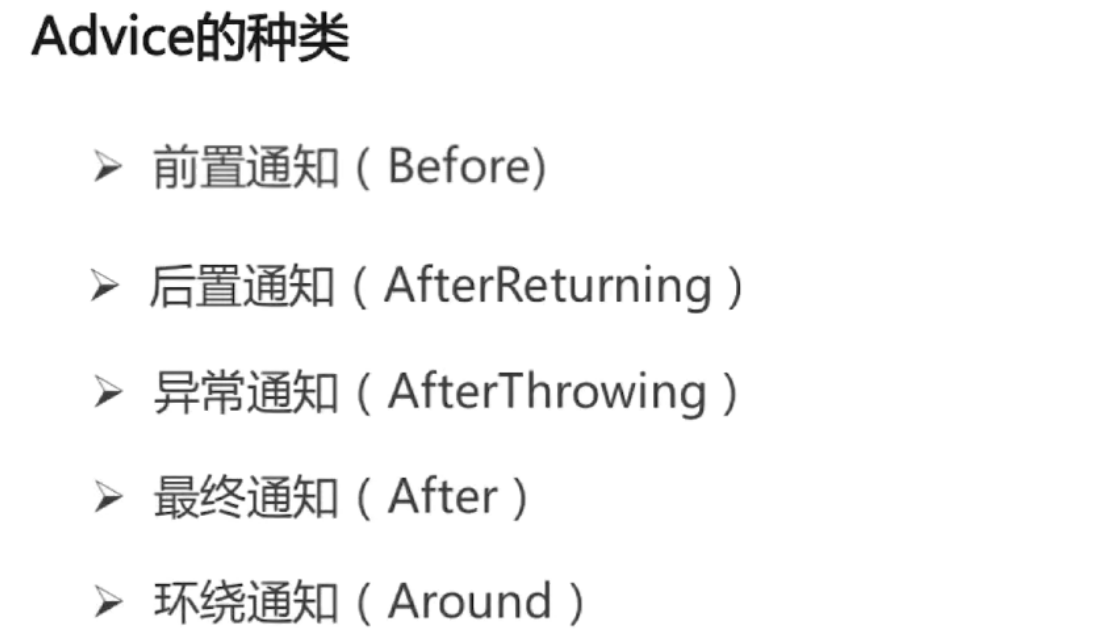 Advice的种类
➢ 前置通知（Before)
➢ 后置通知（AfterReturning）
➢ 异常通知（AfterThrowing）
➢ 最终通知（After）
➢ 环绕通知（Around）